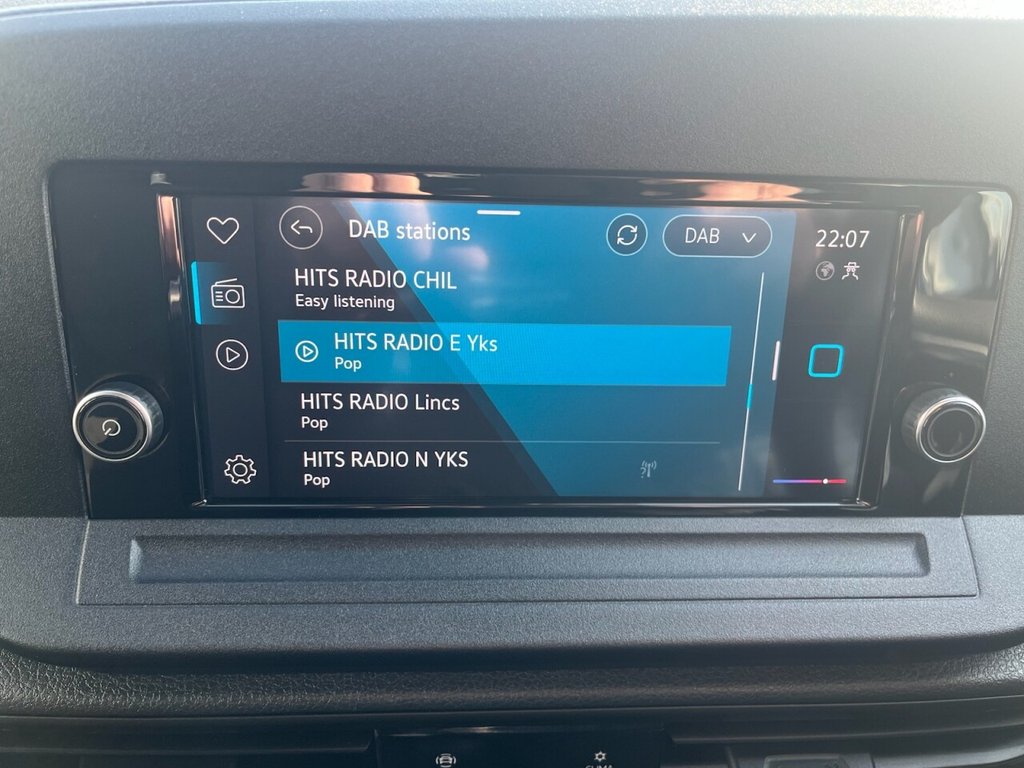 DAB stations
DAB
22:07
HITS RADIO CHIL
Easy listening
HITS RADIO E Yks
Pop
HITS RADIO Lincs
Pop
HITS RADIO N YKS
Pop